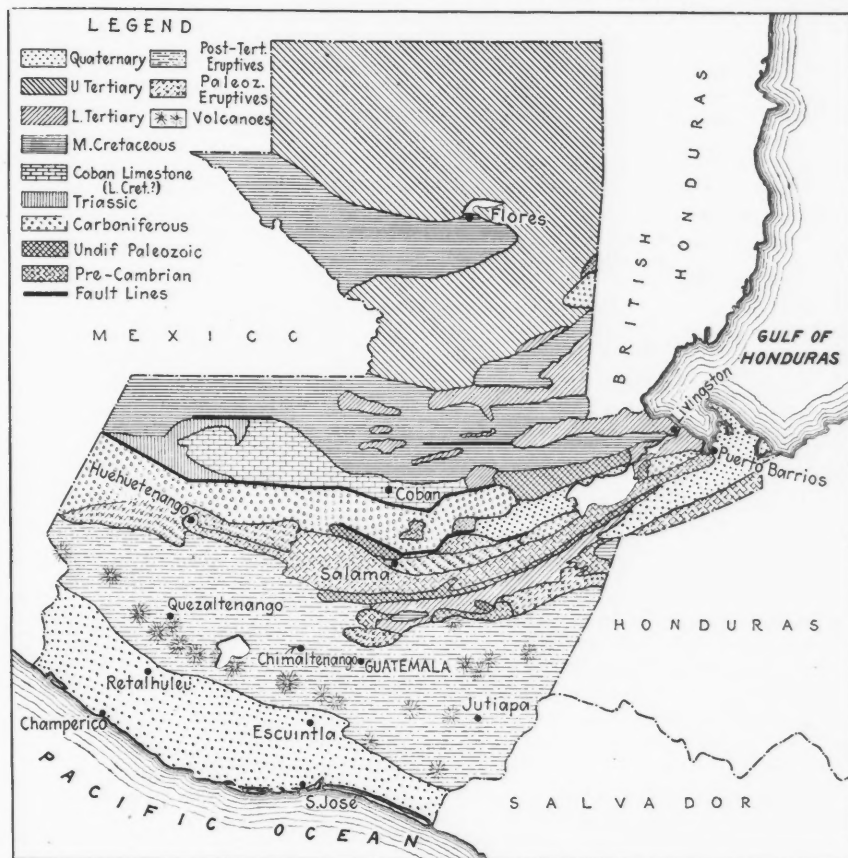 LEGEND
Quaternary
U Tertiary
L. Tertiary
M. Cretaceous
Coban Limestone
(L. Cret.?)
Triassic
Carboniferous
Undif Paleozoic
Pre-Cambrian
Fault Lines
Post-Tert.
Eruptives
Paleoz.
Eruptives
Volcanoes
Flores
BRITISH HONDURAS
MEXICC
GULF OF
HONDURAS
Livingston
Puerto Barrios
Huehuetenango
Coban
Salama
Quezaltenango
HONDURAS
Chimaltenango
GUATEMALA
Retalhuleu
Jutiapa
Champerico
Escuintla
S. José
SALVADOR
PACIFIC OCEAN